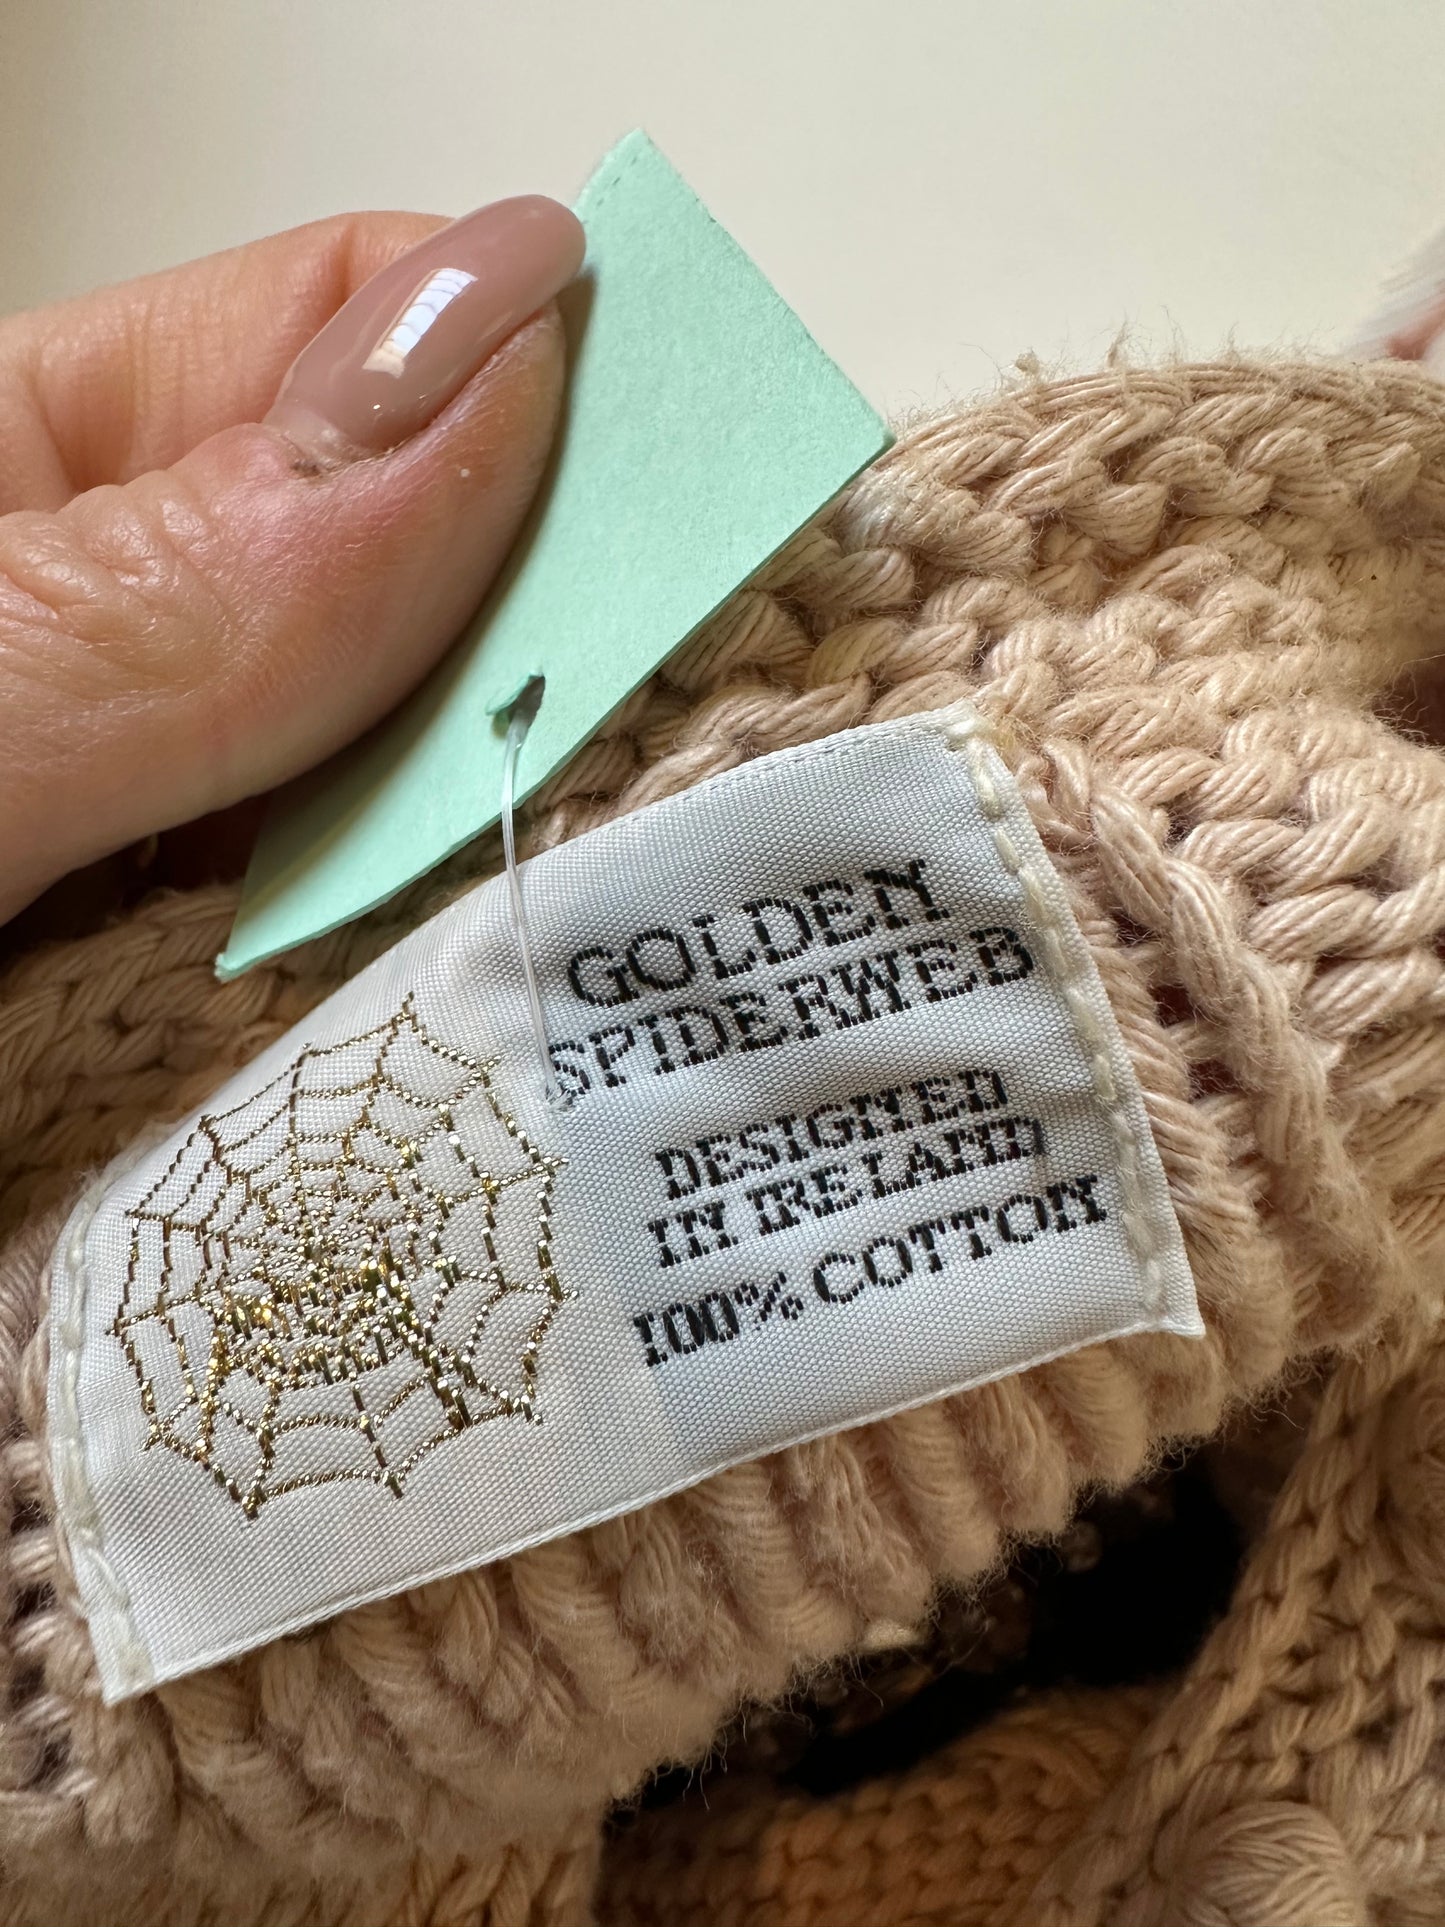 GOLDEN
SPIDERWEB
DESIGNED
IN IRELAND
100% COTTON